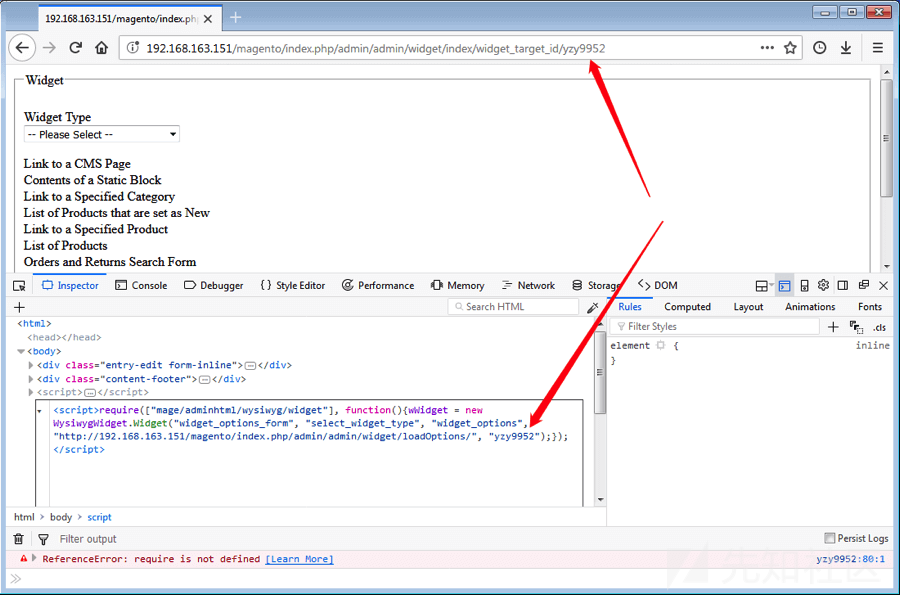 192.168.163.151/magento/index.ph
192.168.163.151/magento/index.php/admin/admin/widget/index/widget_target_id/yzy9952
Widget
Widget Type
-- Please Select --
Link to a CMS Page
Contents of a Static Block
Link to a Specified Category
List of Products that are set as New
Link to a Specified Product
List of Products
Orders and Returns Search Form
Inspector Console Debugger {} Style Editor Performance Memory Network Storage DOM
+ Search HTML Rules Computed Layout Animations Fonts
Filter Styles + .cls
<html>
<head></head>
<body>
<div class="entry-edit form-inline">…</div>
<div class="content-footer">…</div>
<script>…</script>
<script>require(["mage/adminhtml/wysiwyg/widget"], function(){wWidget = new
WysiwygWidget.Widget("widget_options_form", "select_widget_type", "widget_options",
"http://192.168.163.151/magento/index.php/admin/admin/widget/loadOptions/", "yzy9952");});
</script>
element { inline
}
html > body > script
Filter output Persist Logs
ReferenceError: require is not defined [Learn More] yzy9952:80:1
>>
先知社区